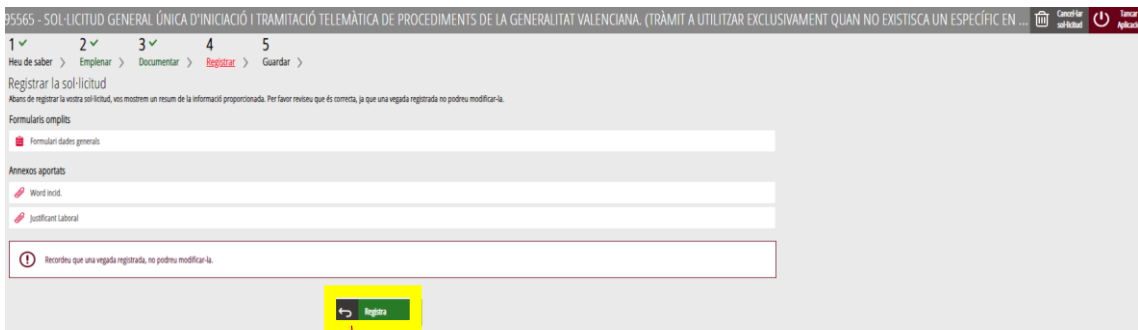 95565 - SOL·LICITUD GENERAL ÚNICA D'INICIACIÓ I TRAMITACIÓ TELEMÀTICA DE PROCEDIMENTS DE LA GENERALITAT VALENCIANA. (TRÀMIT A UTILITZAR EXCLUSIVAMENT QUAN NO EXISTISCA UN ESPECÍFIC EN ...
Cancel·lar
sol·licitud
Tancar
Aplicació
1 2 3 4 5
Heu de saber > Emplenar > Documentar > Registrar > Guardar >
Registrar la sol·licitud
Abans de registrar la vostra sol·licitud, vos mostrem un resum de la informació proporcionada. Per favor reviseu que és correcta, ja que una vegada registrada no podreu modificar-la.
Formularis omplits
Formulari dades generals
Annexos aportats
Word incid.
Justificant Laboral
Recordeu que una vegada registrada, no podreu modificar-la.
Registra